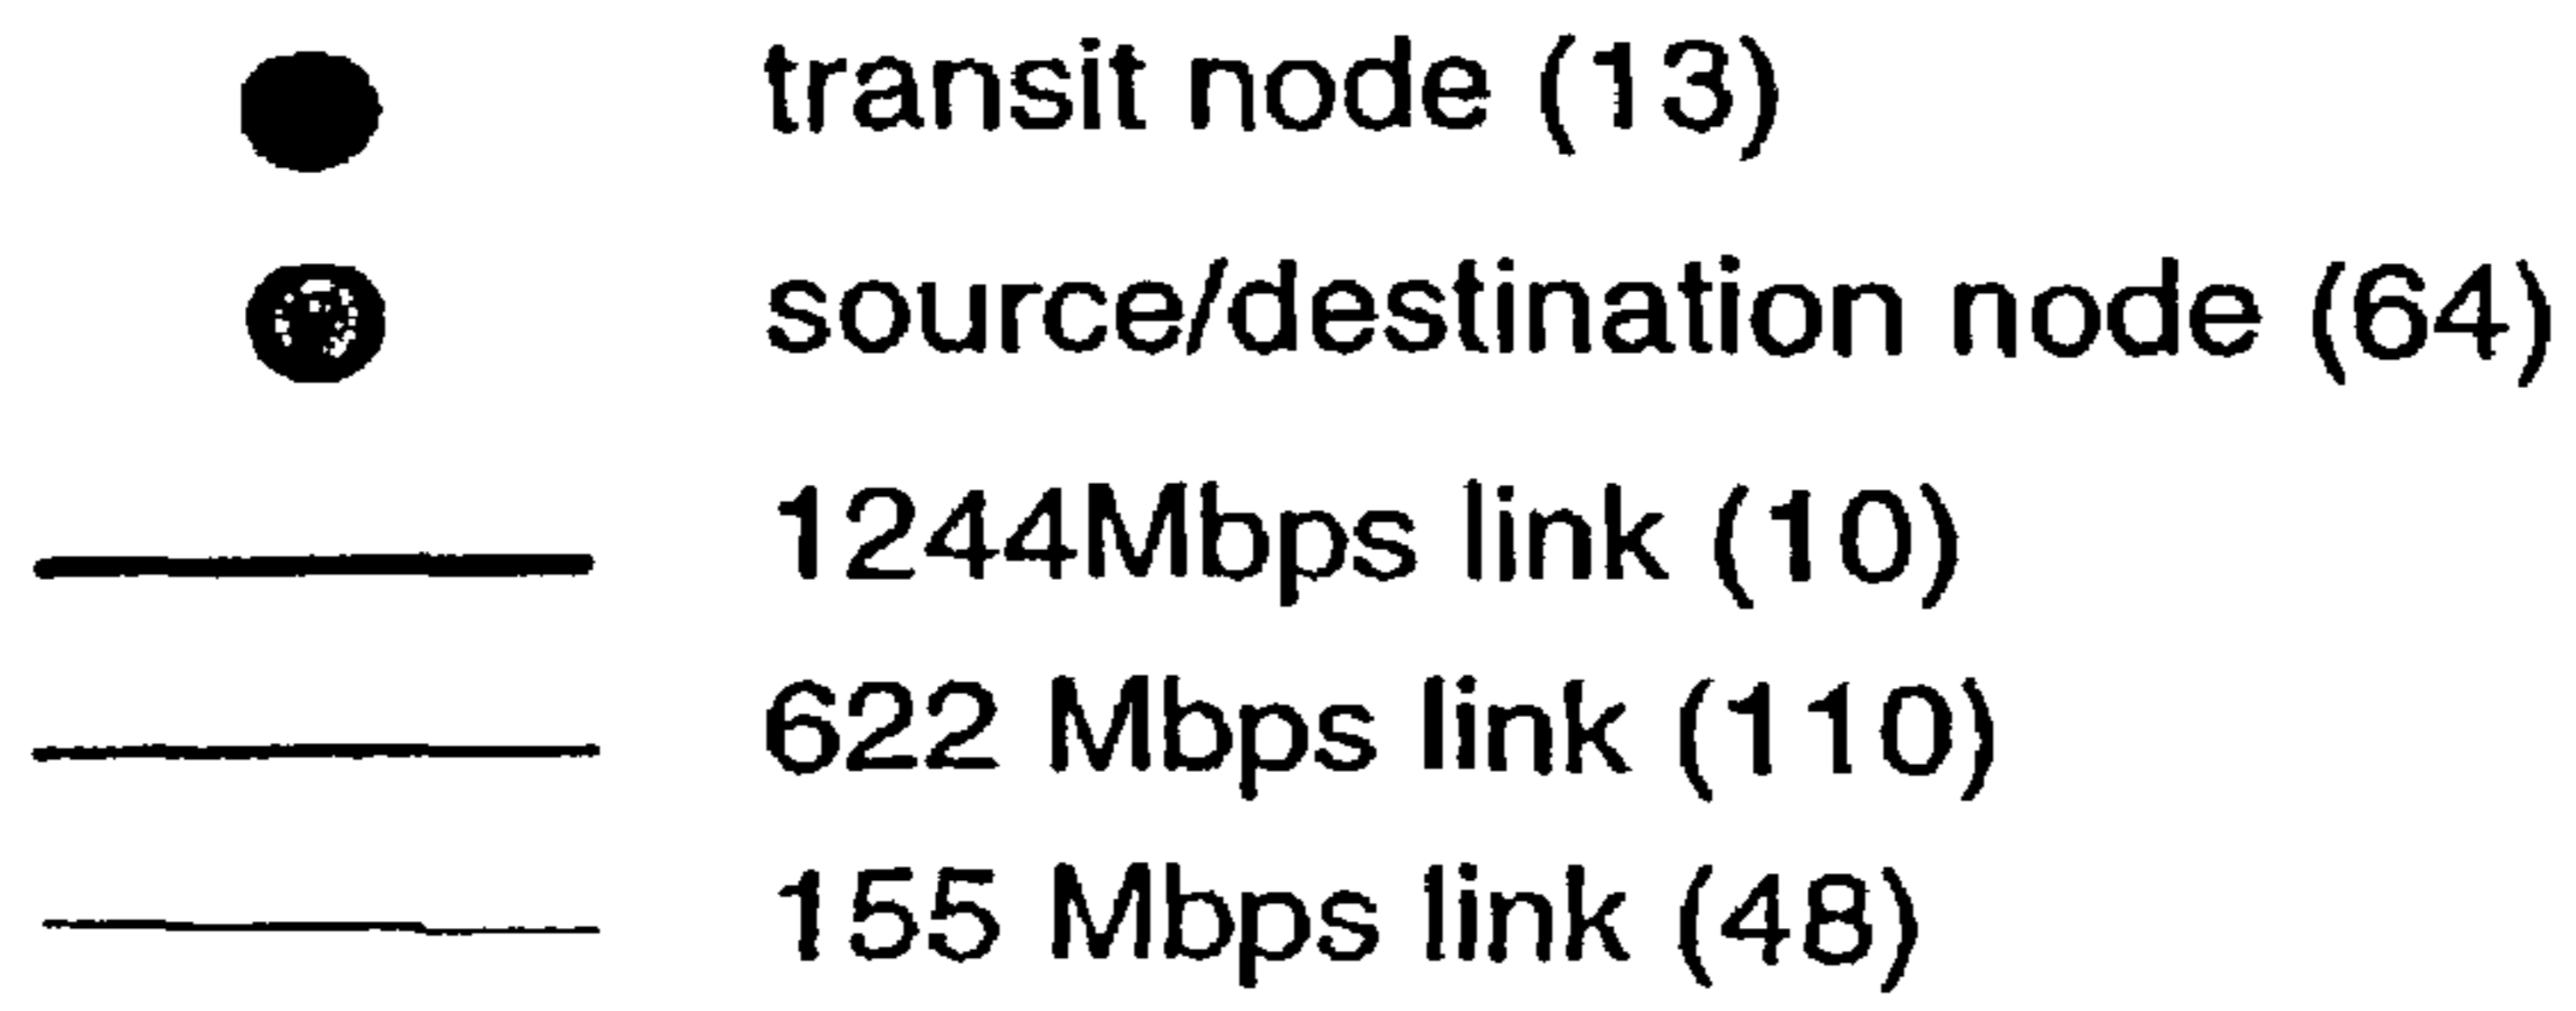 transit node (13)
source/destination node (64)
1244Mbps link (10)
622 Mbps link (110)
155 Mbps link (48)